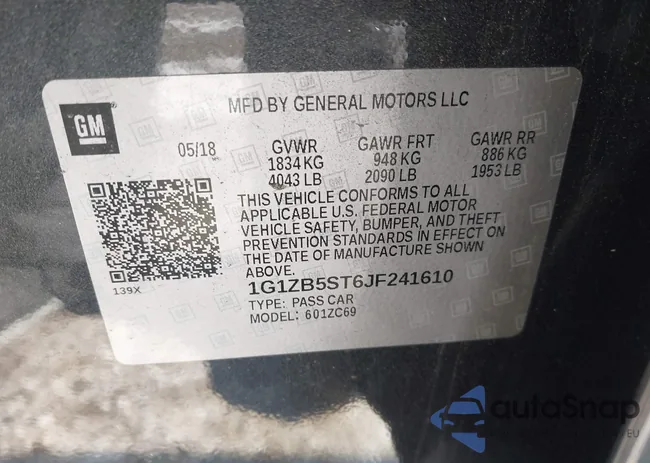 GM
MFD BY GENERAL MOTORS LLC
05/18 GVWR GAWR FRT GAWR RR
1834 KG 948 KG 886 KG
4043 LB 2090 LB 1953 LB
THIS VEHICLE CONFORMS TO ALL
APPLICABLE U.S. FEDERAL MOTOR
VEHICLE SAFETY, BUMPER, AND THEFT
PREVENTION STANDARDS IN EFFECT ON
THE DATE OF MANUFACTURE SHOWN
ABOVE.
139X
1G1ZB5ST6JF241610
TYPE: PASS CAR
MODEL: 601ZC69
autoSnap